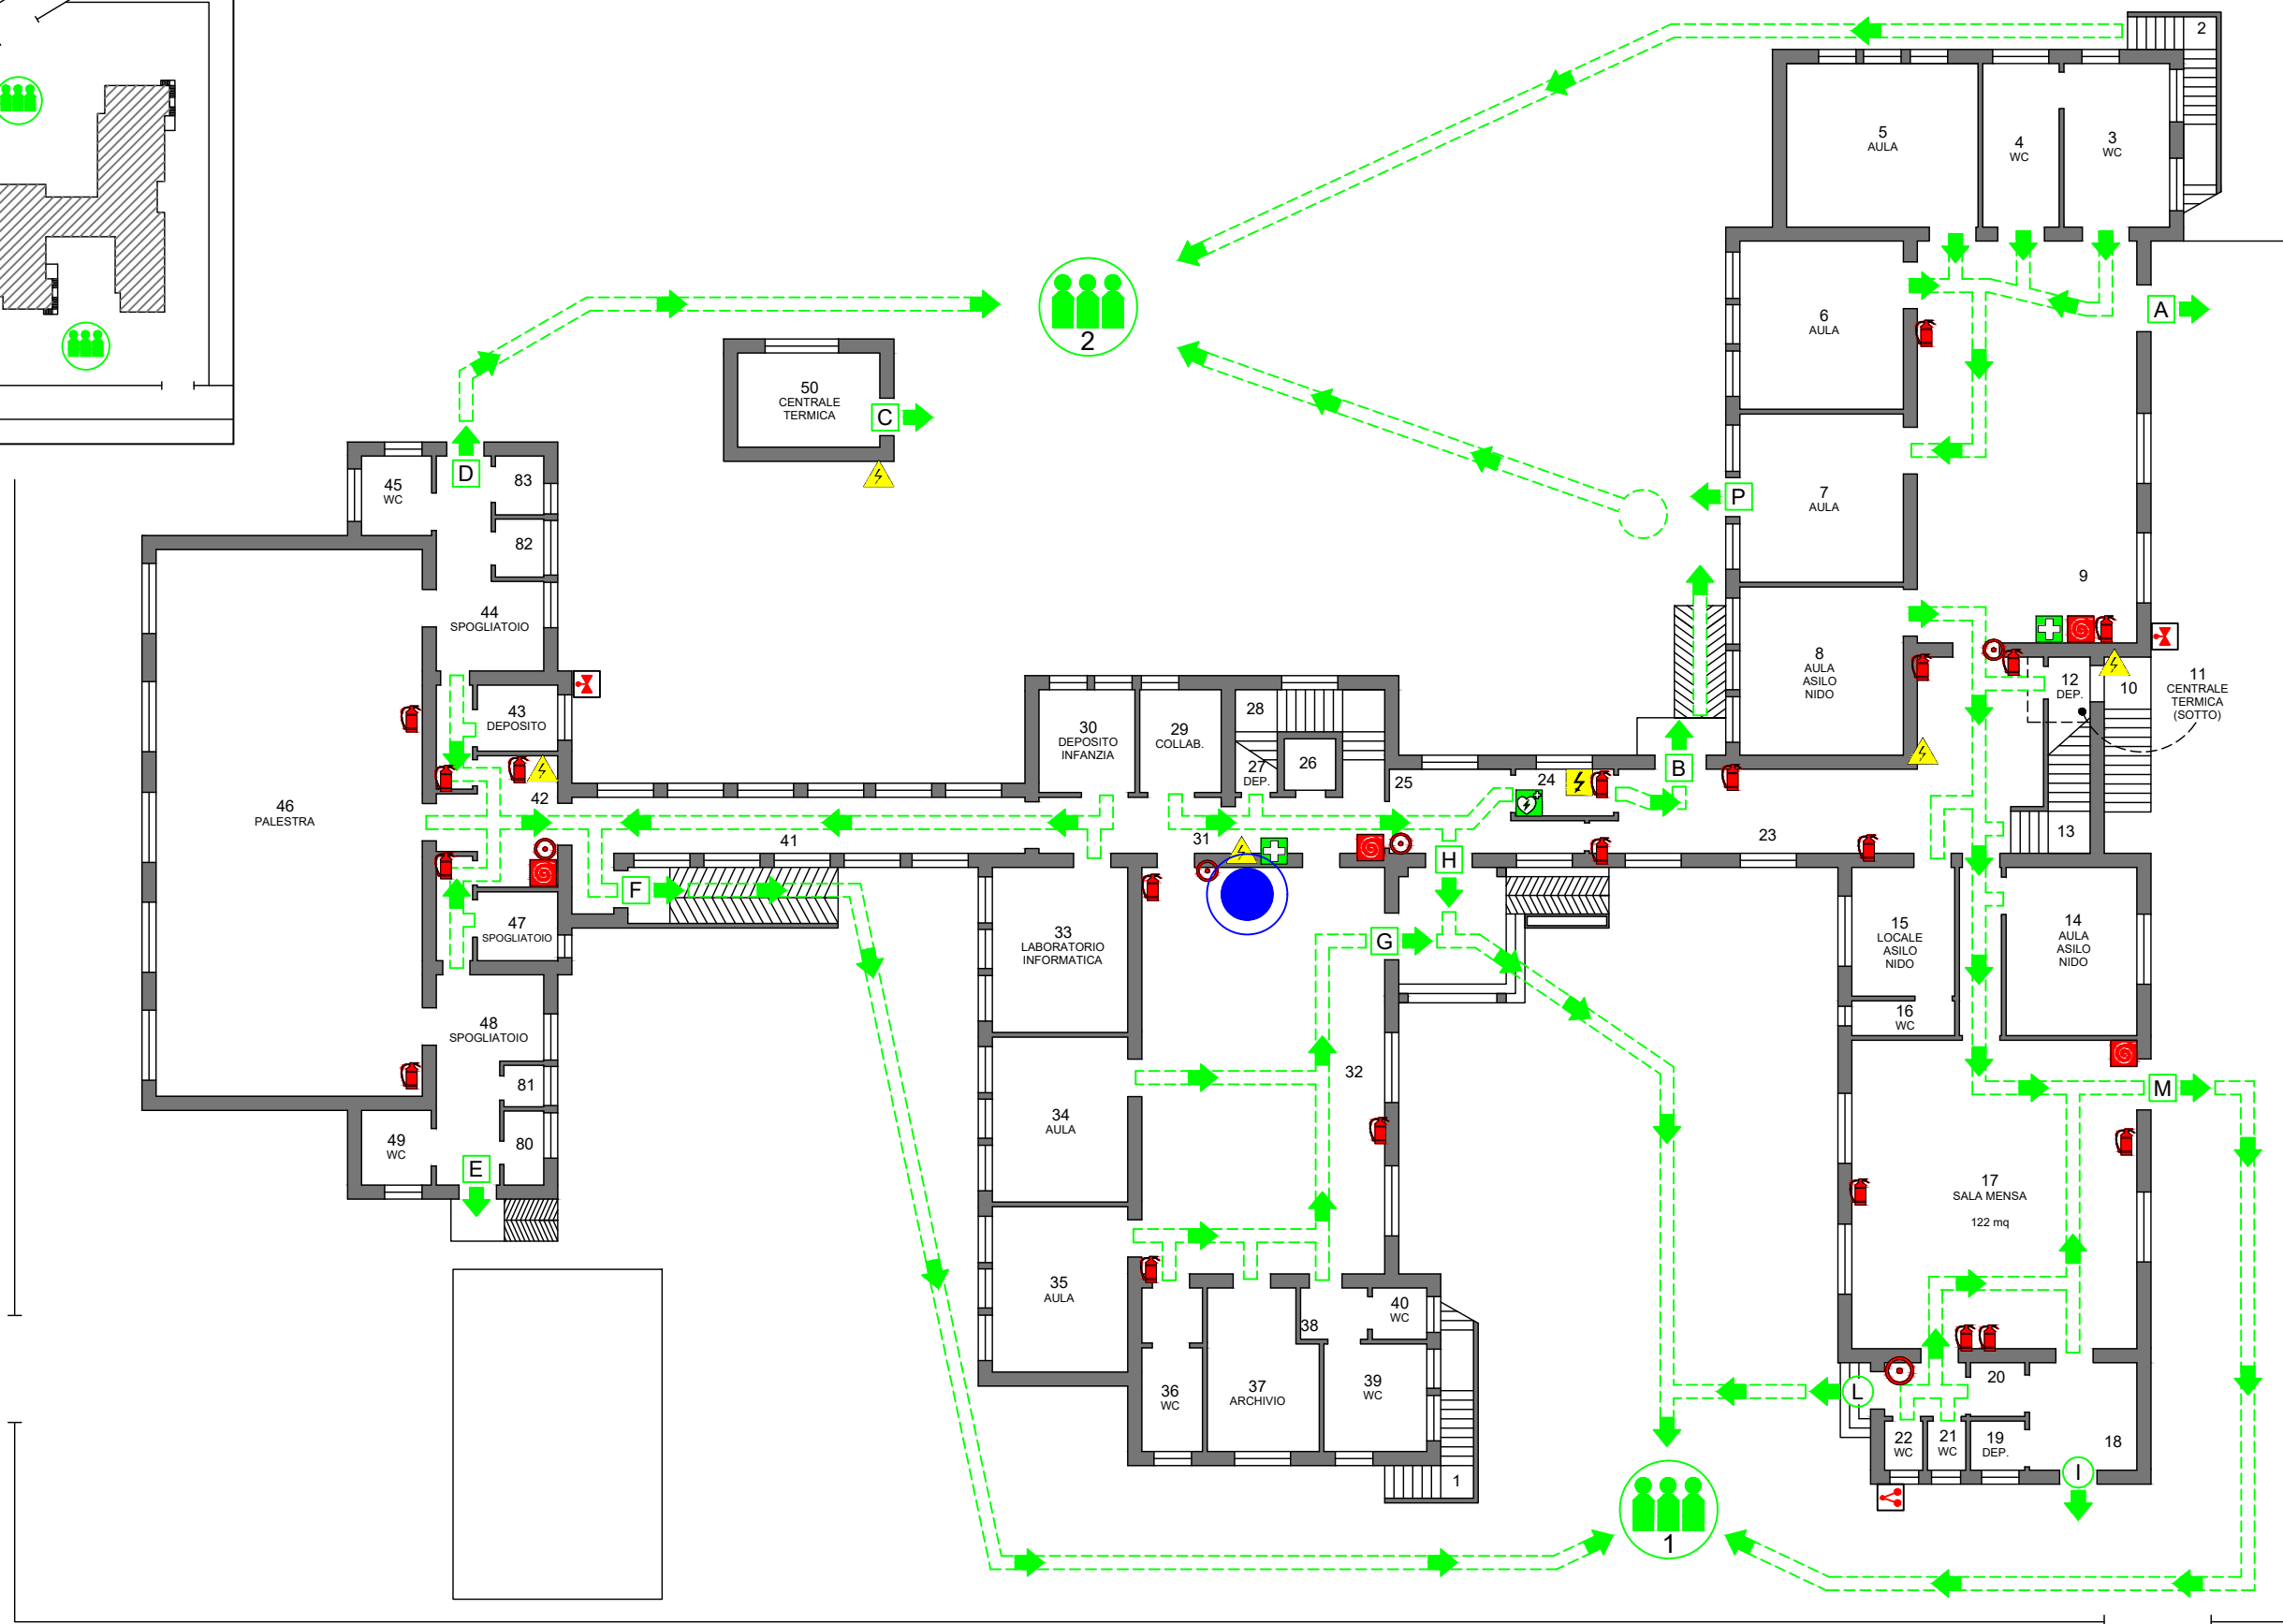 2
5
AULA
4
WC
3
WC
A
6
AULA
2
50
CENTRALE
TERMICA
C
D
45
WC
83
82
P
7
AULA
9
44
SPOGLIATOIO
8
AULA
ASILO
NIDO
12
DEP.
10
11
CENTRALE
TERMICA
(SOTTO)
43
DEPOSITO
30
DEPOSITO
INFANZIA
29
COLLAB.
28
27
DEP.
26
25
24
B
46
PALESTRA
42
41
31
H
23
13
F
47
SPOGLIATOIO
33
LABORATORIO
INFORMATICA
G
15
LOCALE
ASILO
NIDO
14
AULA
ASILO
NIDO
16
WC
48
SPOGLIATOIO
81
80
49
WC
E
34
AULA
32
M
17
SALA MENSA
122 mq
35
AULA
40
WC
38
36
WC
37
ARCHIVIO
39
WC
1
L
20
22
WC
21
WC
19
DEP.
18
I
1